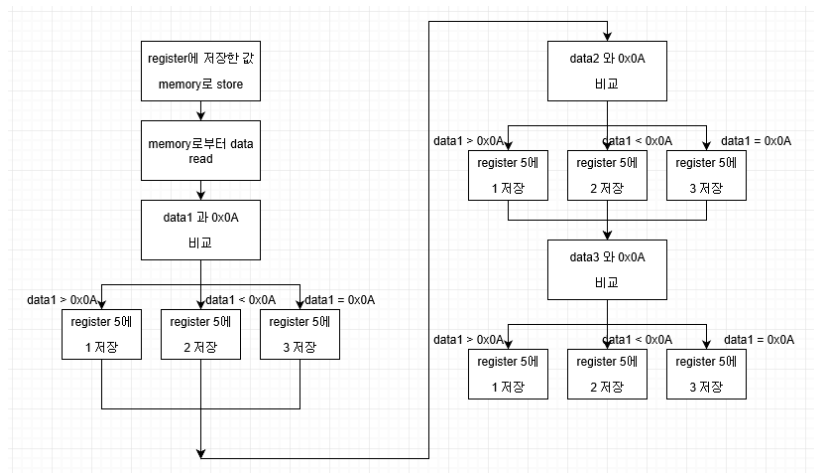 register에 저장한 값
memory로 store
memory로부터 data
read
data1 과 0x0A
비교
data1 > 0x0A
data1 < 0x0A
data1 = 0x0A
register 5에
1 저장
register 5에
2 저장
register 5에
3 저장
data2 와 0x0A
비교
data1 > 0x0A
data1 < 0x0A
data1 = 0x0A
register 5에
1 저장
register 5에
2 저장
register 5에
3 저장
data3 와 0x0A
비교
data1 > 0x0A
data1 < 0x0A
data1 = 0x0A
register 5에
1 저장
register 5에
2 저장
register 5에
3 저장